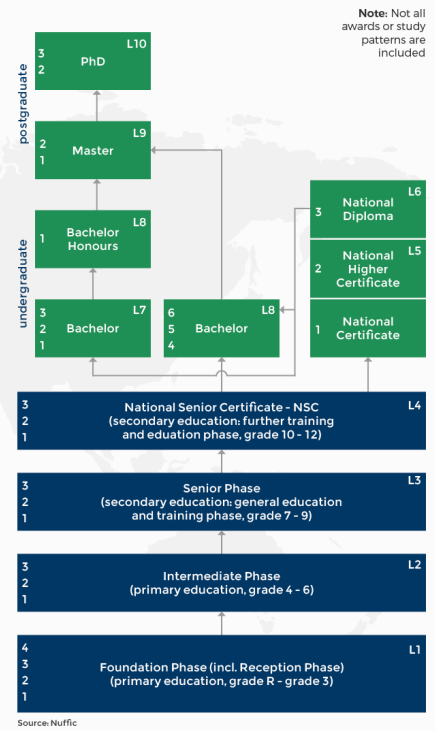 Note: Not all
awards or study
patterns are
included
postgraduate
3
2
PhD
L10
2
1
Master
L9
undergraduate
1
Bachelor
Honours
L8
3
2
1
Bachelor
L7
6
5
4
Bachelor
L8
3
National
Diploma
L6
2
National
Higher
Certificate
L5
1
National
Certificate
3
2
1
National Senior Certificate - NSC
(secondary education: further training
and eduation phase, grade 10 - 12)
L4
3
2
1
Senior Phase
(secondary education: general education
and training phase, grade 7 - 9)
L3
3
2
1
Intermediate Phase
(primary education, grade 4 - 6)
L2
4
3
2
1
Foundation Phase (incl. Reception Phase)
(primary education, grade R - grade 3)
L1
Source: Nuffic